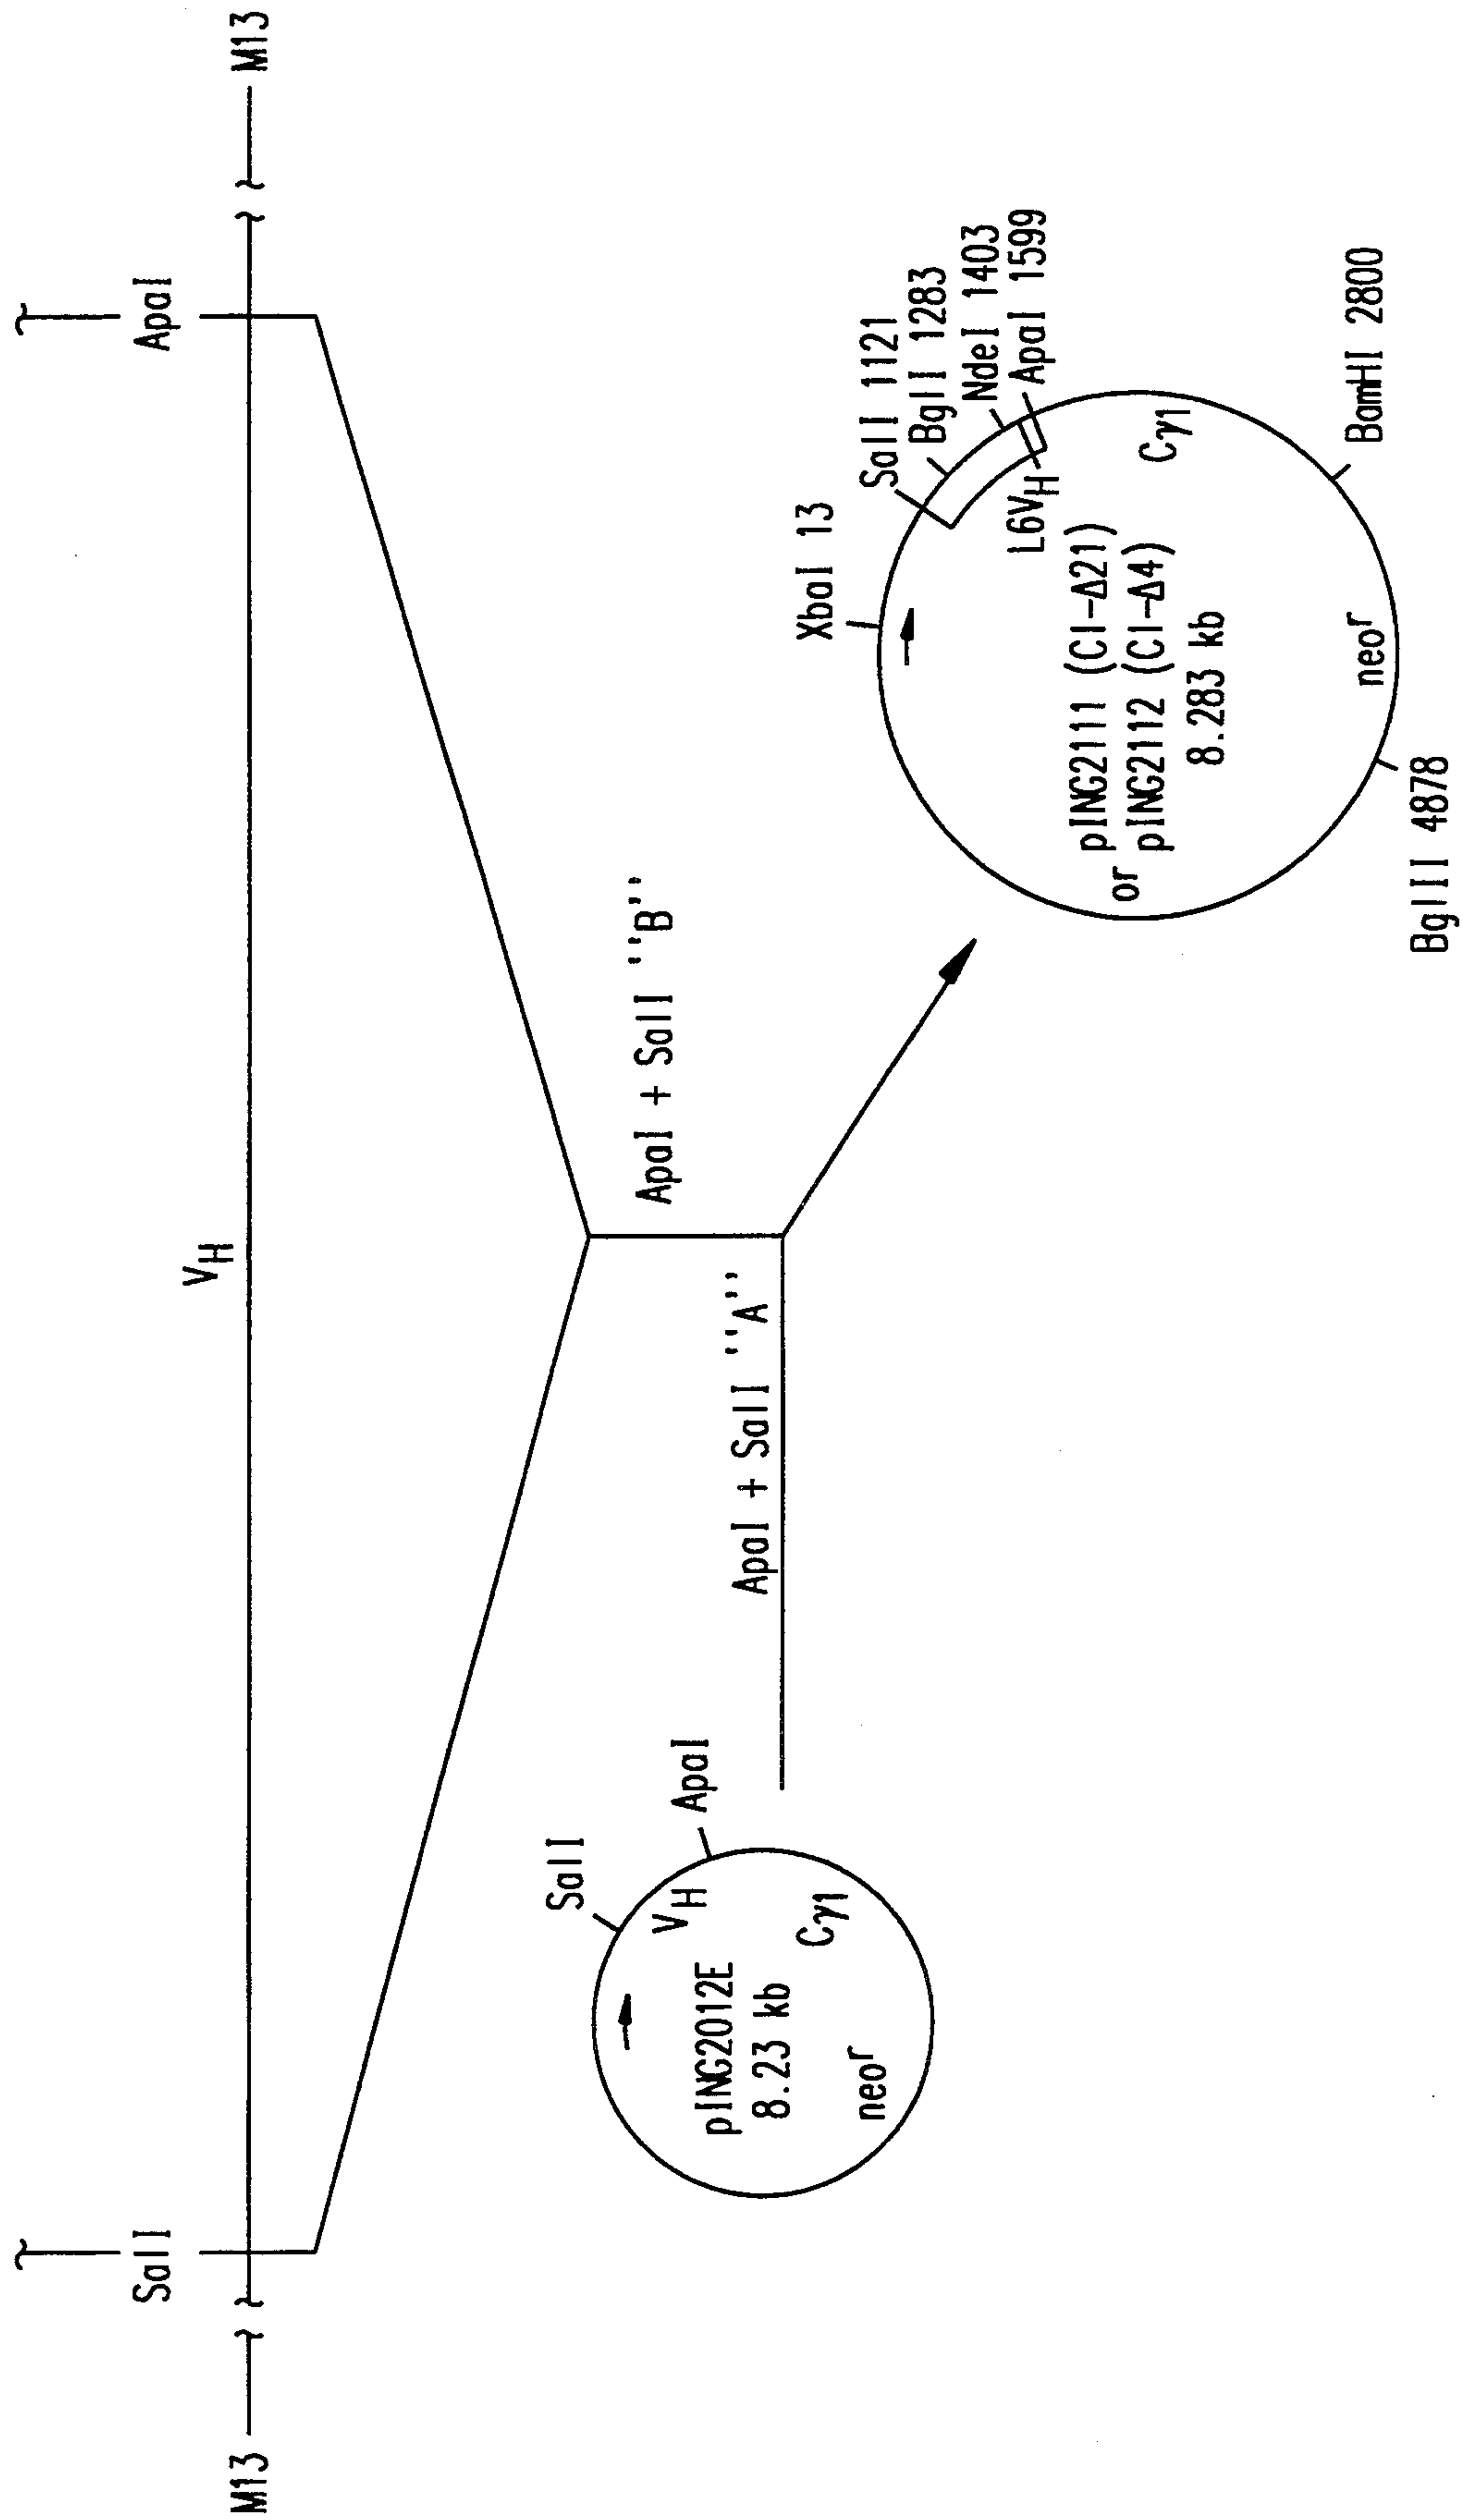 M13
SalI
VH
ApaI
M13
ApaI + SalI "B"
ApaI + SalI "A"
SalI
ApaI
VH
pING2012E
8.23 kb
Cγ1
neor
XbaI 13
SalI 1121
BglI 1283
NdeI 1403
ApaI 1599
L6VH
Cγ1
pING2111 (C1-Δ21)
or pING2112 (C1-Δ4)
8.283 kb
neor
BamHI 2800
BglII 4878